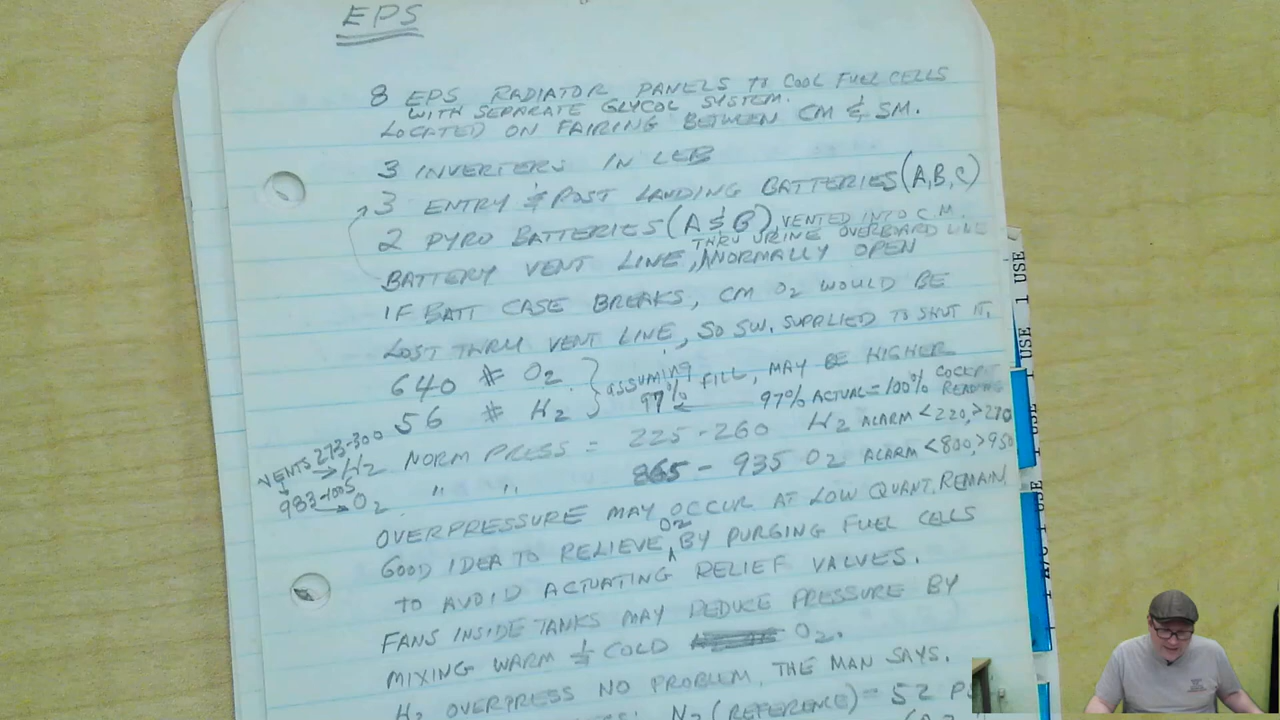 EPS
8 EPS RADIATOR PANELS TO COOL FUEL CELLS
WITH SEPARATE GLYCOL SYSTEM.
LOCATED ON FAIRING BETWEEN CM & SM.
3 INVERTERS IN LEB
3 ENTRY & POST LANDING BATTERIES (A,B,C)
2 PYRO BATTERIES (A & B), VENTED INTO C.M.
THRU URINE OVERBOARD LINE
BATTERY VENT LINE, NORMALLY OPEN
IF BATT CASE BREAKS, CM O2 WOULD BE
LOST THRU VENT LINE, SO SW. SUPPLIED TO SHUT IT.
640 # O2 } assuming 97% FILL, MAY BE HIGHER
56 # H2 97% ACTUAL = 100% COCKPIT READING
VENTS 273-300 → H2 NORM PRESS = 225-260 H2 ALARM <220, >270
983-1005 → O2 " " 865 - 935 O2 ALARM <800, >950
OVERPRESSURE MAY OCCUR AT LOW QUANT. REMAIN
GOOD IDEA TO RELIEVE O2 BY PURGING FUEL CELLS
TO AVOID ACTUATING RELIEF VALVES.
FANS INSIDE TANKS MAY REDUCE PRESSURE BY
MIXING WARM & COLD O2.
H2 OVERPRESS NO PROBLEM, THE MAN SAYS.
N2 (REFERENCE) = 52
1 USE 1 USE